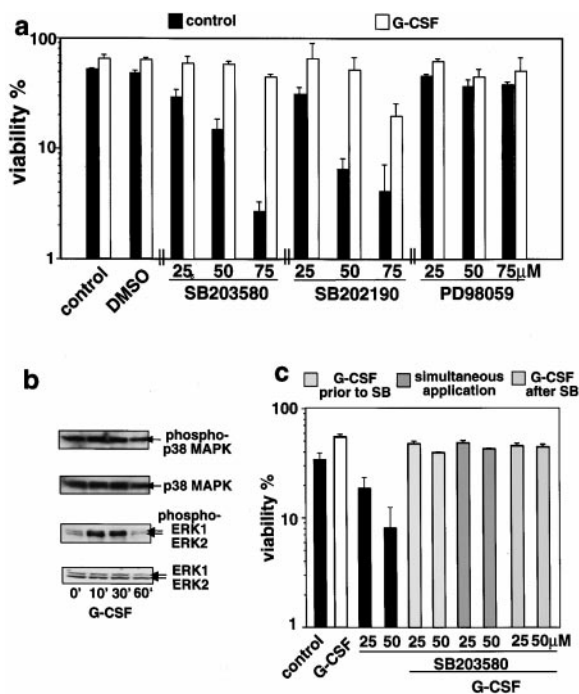 a
control
G-CSF
viability %
100
10
1
control
DMSO
25 50 75 25 50 75 25 50 75 μM
SB203580 SB202190 PD98059
b
phospho-
p38 MAPK
p38 MAPK
phospho-
ERK1
ERK2
ERK1
ERK2
0' 10' 30' 60'
G-CSF
c
G-CSF
prior to SB
simultaneous
application
G-CSF
after SB
viability %
100
10
1
control
G-CSF
25 50 25 50 25 50 25 50μM
SB203580
G-CSF